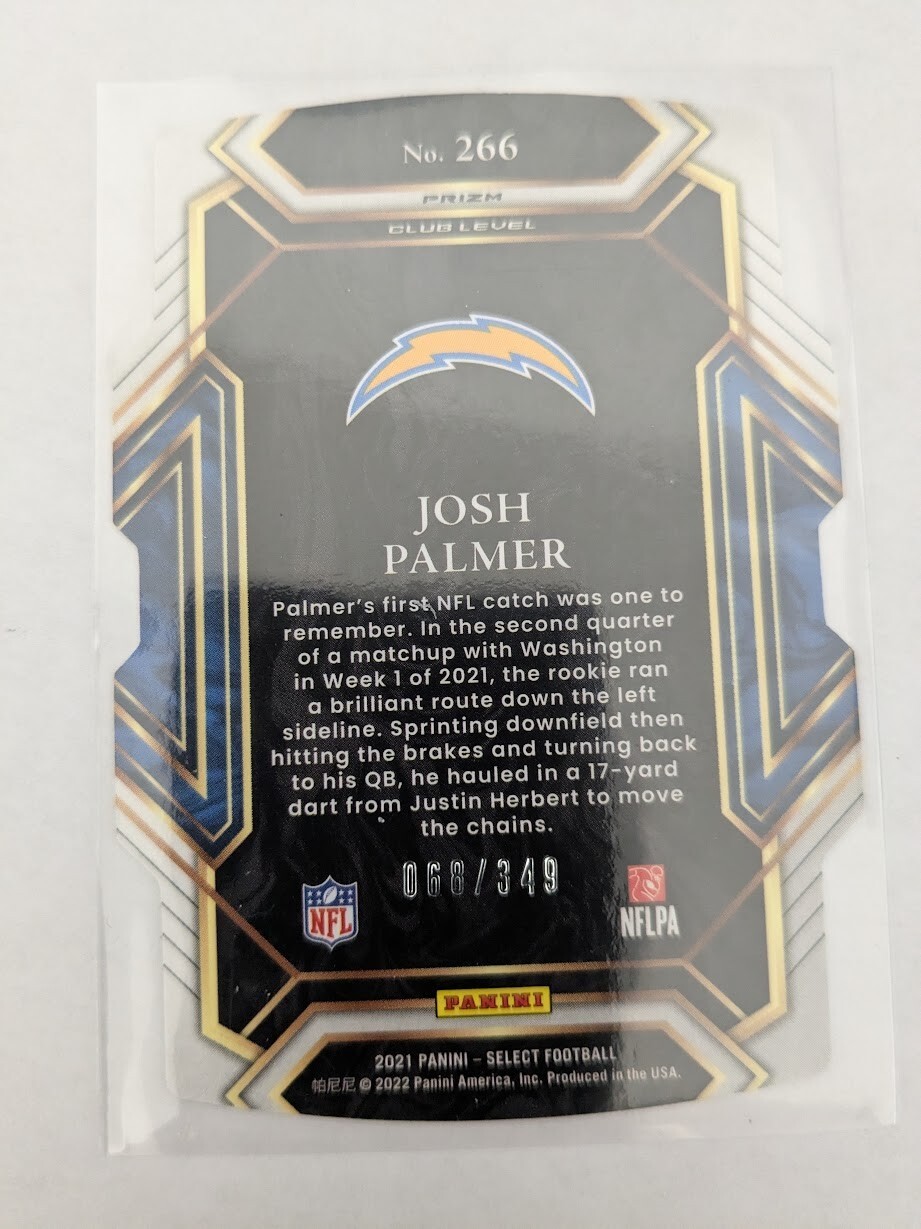 No. 266
PRIZM
CLUB LEVEL
JOSH
PALMER
Palmer's first NFL catch was one to
remember. In the second quarter
of a matchup with Washington
in Week 1 of 2021, the rookie ran
a brilliant route down the left
sideline. Sprinting downfield then
hitting the brakes and turning back
to his QB, he hauled in a 17-yard
dart from Justin Herbert to move
the chains.
068/349
NFL
NFLPA
PANINI
2021 PANINI – SELECT FOOTBALL
帕尼尼 © 2022 Panini America, Inc. Produced in the USA.